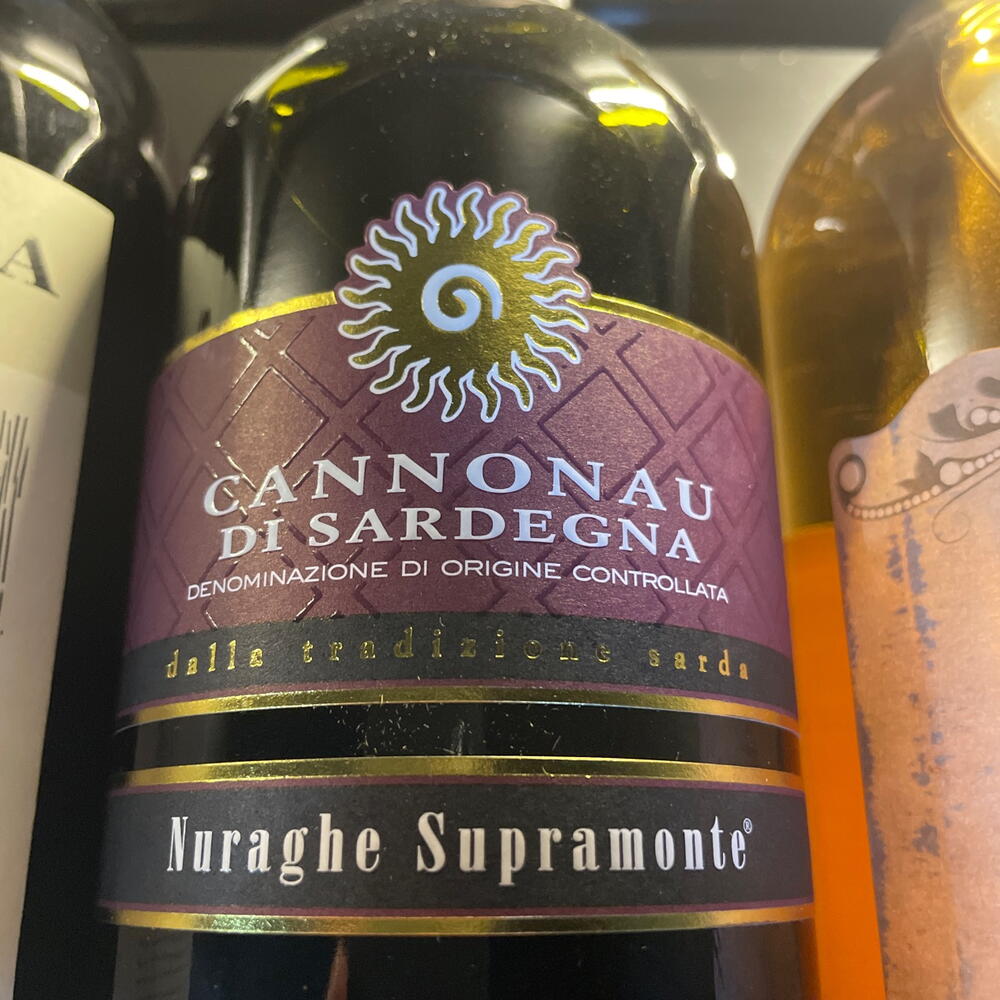 A
CANNONAU
DI SARDEGNA
DENOMINAZIONE DI ORIGINE CONTROLLATA
dalla tradizione sarda
Nuraghe Supramonte®